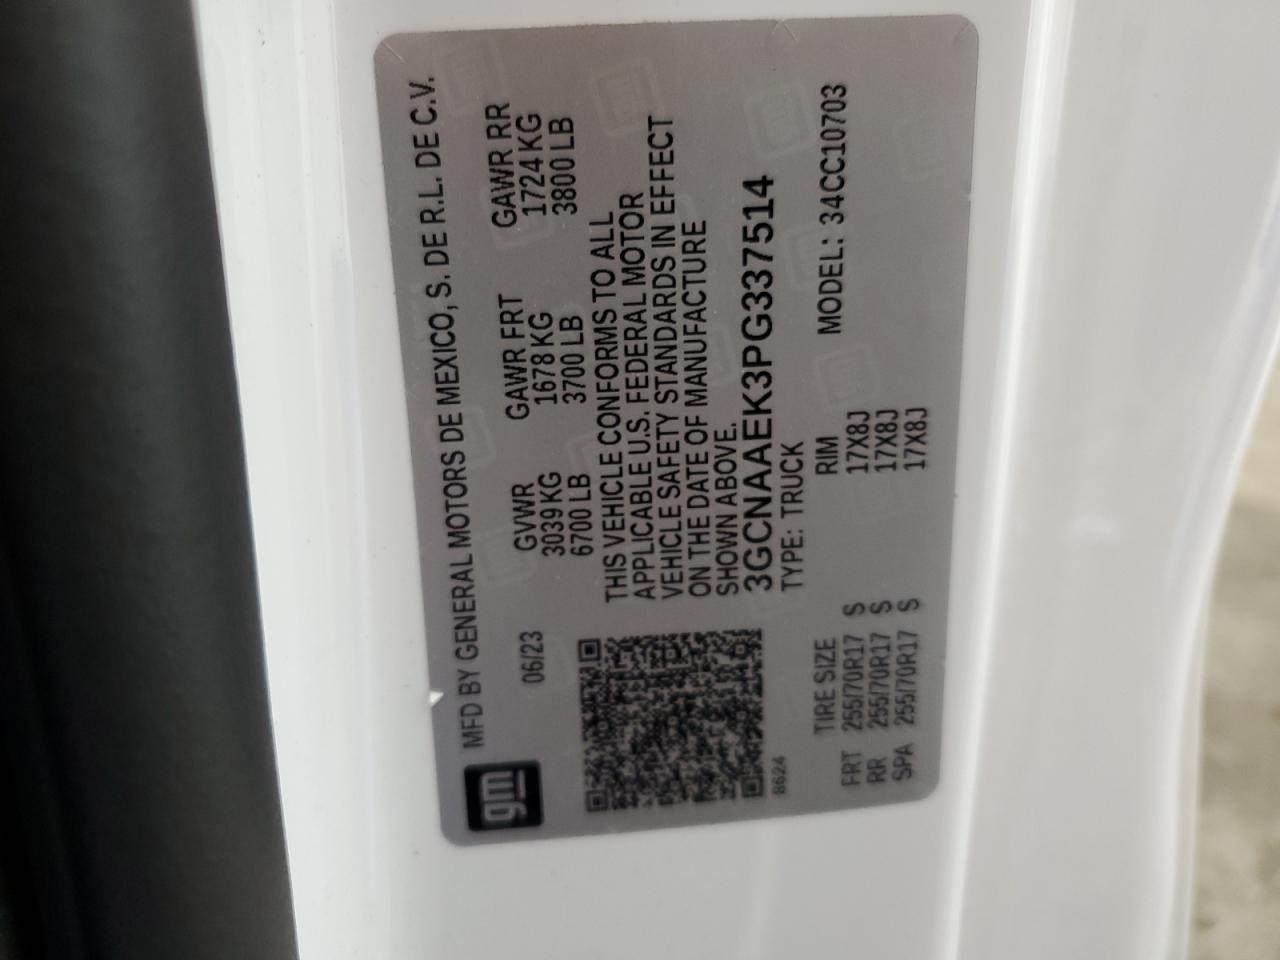 gm
MFD BY GENERAL MOTORS DE MEXICO, S. DE R.L. DE C.V.
06/23
GVWR GAWR FRT GAWR RR
3039 KG 1678 KG 1724 KG
6700 LB 3700 LB 3800 LB
THIS VEHICLE CONFORMS TO ALL
APPLICABLE U.S. FEDERAL MOTOR
VEHICLE SAFETY STANDARDS IN EFFECT
ON THE DATE OF MANUFACTURE
SHOWN ABOVE.
3GCNAAEK3PG337514
TYPE: TRUCK
8624
MODEL: 34CC10703
TIRE SIZE RIM
FRT 255/70R17 S 17X8J
RR 255/70R17 S 17X8J
SPA 255/70R17 S 17X8J